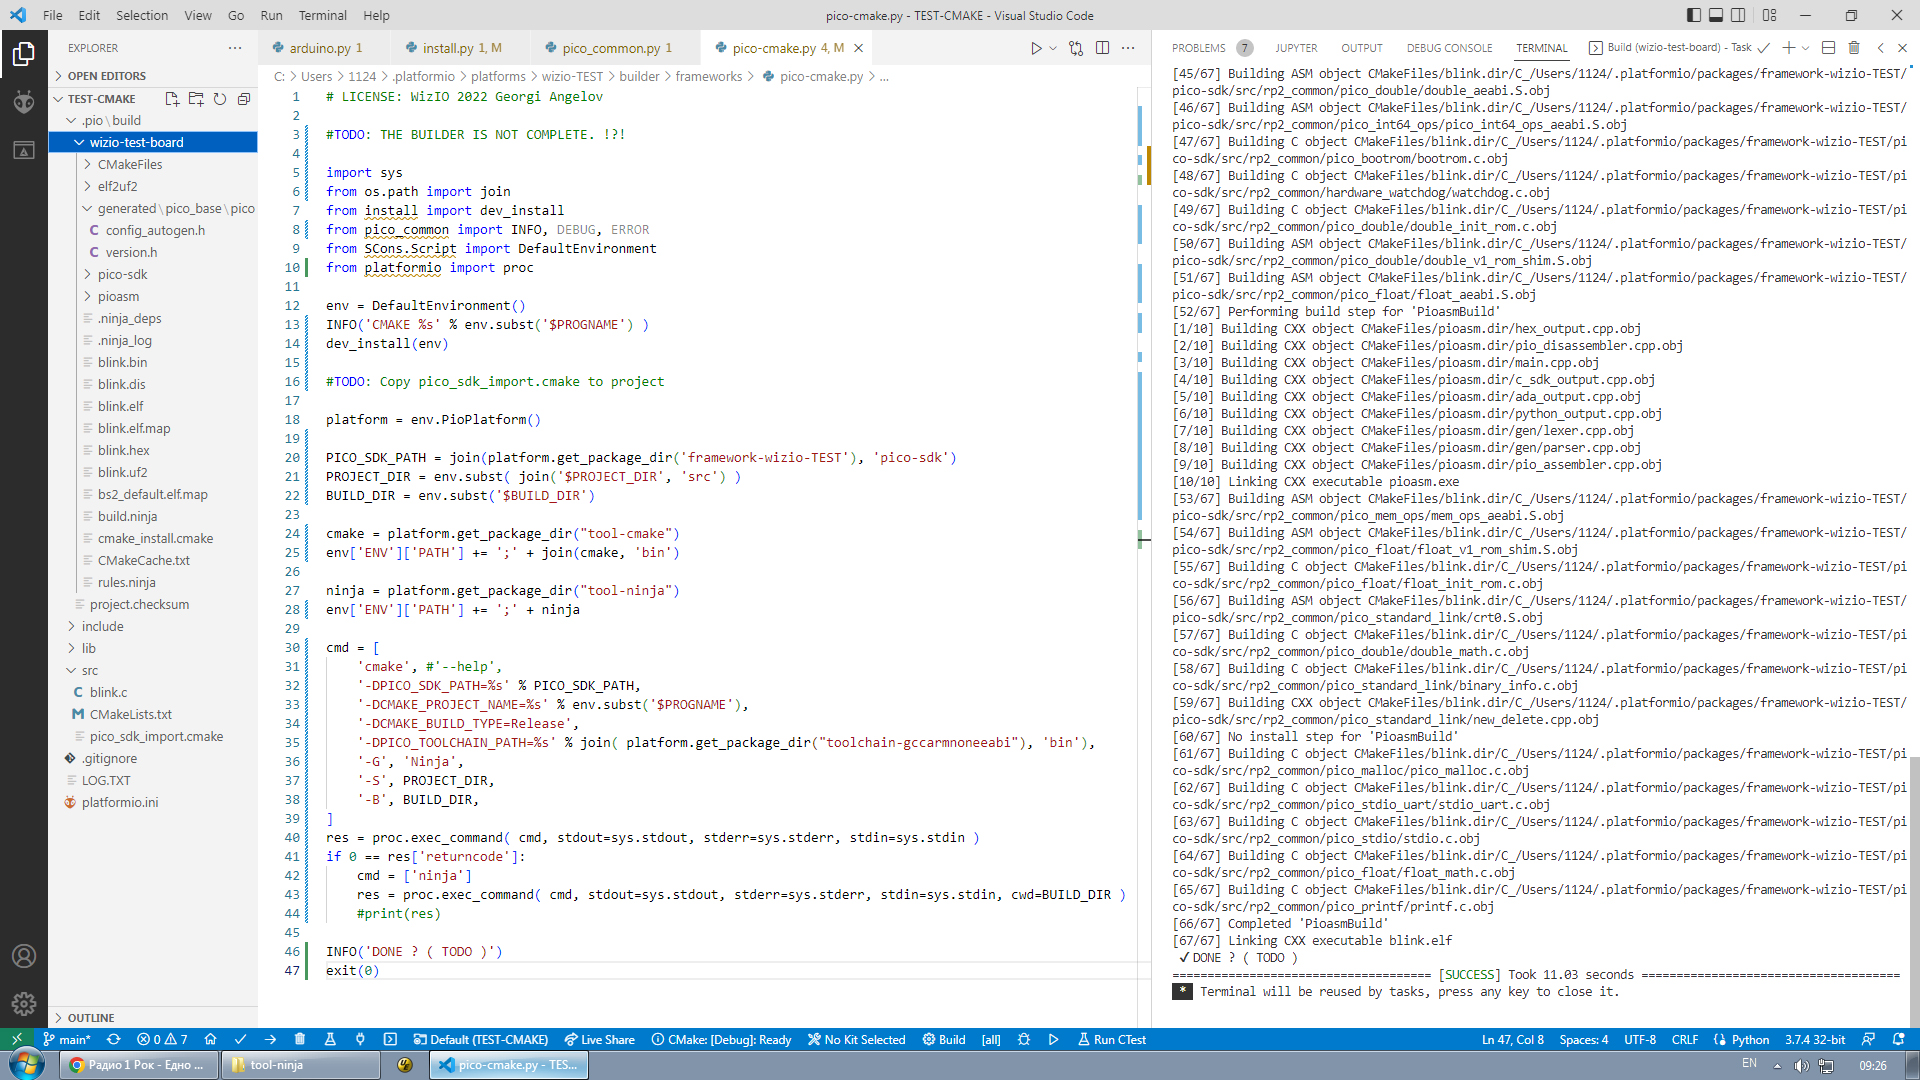 File Edit Selection View Go Run Terminal Help
pico-cmake.py - TEST-CMAKE - Visual Studio Code
EXPLORER
OPEN EDITORS
TEST-CMAKE
.pio \ build
wizio-test-board
CMakeFiles
elf2uf2
generated \ pico_base \ pico
C config_autogen.h
C version.h
pico-sdk
pioasm
.ninja_deps
.ninja_log
blink.bin
blink.dis
blink.elf
blink.elf.map
blink.hex
blink.uf2
bs2_default.elf.map
build.ninja
cmake_install.cmake
CMakeCache.txt
rules.ninja
project.checksum
include
lib
src
C blink.c
M CMakeLists.txt
pico_sdk_import.cmake
.gitignore
LOG.TXT
platformio.ini
OUTLINE
arduino.py 1
install.py 1, M
pico_common.py 1
pico-cmake.py 4, M
C: > Users > 1124 > .platformio > platforms > wizio-TEST > builder > frameworks > pico-cmake.py > ...
1 # LICENSE: WizIO 2022 Georgi Angelov
2
3 #TODO: THE BUILDER IS NOT COMPLETE. !?!
4
5 import sys
6 from os.path import join
7 from install import dev_install
8 from pico_common import INFO, DEBUG, ERROR
9 from SCons.Script import DefaultEnvironment
10 from platformio import proc
11
12 env = DefaultEnvironment()
13 INFO('CMAKE %s' % env.subst('$PROGNAME') )
14 dev_install(env)
15
16 #TODO: Copy pico_sdk_import.cmake to project
17
18 platform = env.PioPlatform()
19
20 PICO_SDK_PATH = join(platform.get_package_dir('framework-wizio-TEST'), 'pico-sdk')
21 PROJECT_DIR = env.subst( join('$PROJECT_DIR', 'src') )
22 BUILD_DIR = env.subst('$BUILD_DIR')
23
24 cmake = platform.get_package_dir("tool-cmake")
25 env['ENV']['PATH'] += ';' + join(cmake, 'bin')
26
27 ninja = platform.get_package_dir("tool-ninja")
28 env['ENV']['PATH'] += ';' + ninja
29
30 cmd = [
31 'cmake', #'--help',
32 '-DPICO_SDK_PATH=%s' % PICO_SDK_PATH,
33 '-DCMAKE_PROJECT_NAME=%s' % env.subst('$PROGNAME'),
34 '-DCMAKE_BUILD_TYPE=Release',
35 '-DPICO_TOOLCHAIN_PATH=%s' % join( platform.get_package_dir("toolchain-gccarmnoneeabi"), 'bin'),
36 '-G', 'Ninja',
37 '-S', PROJECT_DIR,
38 '-B', BUILD_DIR,
39 ]
40 res = proc.exec_command( cmd, stdout=sys.stdout, stderr=sys.stderr, stdin=sys.stdin )
41 if 0 == res['returncode']:
42 cmd = ['ninja']
43 res = proc.exec_command( cmd, stdout=sys.stdout, stderr=sys.stderr, stdin=sys.stdin, cwd=BUILD_DIR )
44 #print(res)
45
46 INFO('DONE ? ( TODO )')
47 exit(0)
PROBLEMS 7 JUPYTER OUTPUT DEBUG CONSOLE TERMINAL Build (wizio-test-board) - Task
[45/67] Building ASM object CMakeFiles/blink.dir/C_/Users/1124/.platformio/packages/framework-wizio-TEST/
pico-sdk/src/rp2_common/pico_double/double_aeabi.S.obj
[46/67] Building ASM object CMakeFiles/blink.dir/C_/Users/1124/.platformio/packages/framework-wizio-TEST/
pico-sdk/src/rp2_common/pico_int64_ops/pico_int64_ops_aeabi.S.obj
[47/67] Building C object CMakeFiles/blink.dir/C_/Users/1124/.platformio/packages/framework-wizio-TEST/pi
co-sdk/src/rp2_common/pico_bootrom/bootrom.c.obj
[48/67] Building C object CMakeFiles/blink.dir/C_/Users/1124/.platformio/packages/framework-wizio-TEST/pi
co-sdk/src/rp2_common/hardware_watchdog/watchdog.c.obj
[49/67] Building C object CMakeFiles/blink.dir/C_/Users/1124/.platformio/packages/framework-wizio-TEST/pi
co-sdk/src/rp2_common/pico_double/double_init_rom.c.obj
[50/67] Building ASM object CMakeFiles/blink.dir/C_/Users/1124/.platformio/packages/framework-wizio-TEST/
pico-sdk/src/rp2_common/pico_double/double_v1_rom_shim.S.obj
[51/67] Building ASM object CMakeFiles/blink.dir/C_/Users/1124/.platformio/packages/framework-wizio-TEST/
pico-sdk/src/rp2_common/pico_float/float_aeabi.S.obj
[52/67] Performing build step for 'PioasmBuild'
[1/10] Building CXX object CMakeFiles/pioasm.dir/hex_output.cpp.obj
[2/10] Building CXX object CMakeFiles/pioasm.dir/pio_disassembler.cpp.obj
[3/10] Building CXX object CMakeFiles/pioasm.dir/main.cpp.obj
[4/10] Building CXX object CMakeFiles/pioasm.dir/c_sdk_output.cpp.obj
[5/10] Building CXX object CMakeFiles/pioasm.dir/ada_output.cpp.obj
[6/10] Building CXX object CMakeFiles/pioasm.dir/python_output.cpp.obj
[7/10] Building CXX object CMakeFiles/pioasm.dir/gen/lexer.cpp.obj
[8/10] Building CXX object CMakeFiles/pioasm.dir/gen/parser.cpp.obj
[9/10] Building CXX object CMakeFiles/pioasm.dir/pio_assembler.cpp.obj
[10/10] Linking CXX executable pioasm.exe
[53/67] Building ASM object CMakeFiles/blink.dir/C_/Users/1124/.platformio/packages/framework-wizio-TEST/
pico-sdk/src/rp2_common/pico_mem_ops/mem_ops_aeabi.S.obj
[54/67] Building ASM object CMakeFiles/blink.dir/C_/Users/1124/.platformio/packages/framework-wizio-TEST/
pico-sdk/src/rp2_common/pico_float/float_v1_rom_shim.S.obj
[55/67] Building C object CMakeFiles/blink.dir/C_/Users/1124/.platformio/packages/framework-wizio-TEST/pi
co-sdk/src/rp2_common/pico_float/float_init_rom.c.obj
[56/67] Building ASM object CMakeFiles/blink.dir/C_/Users/1124/.platformio/packages/framework-wizio-TEST/
pico-sdk/src/rp2_common/pico_standard_link/crt0.S.obj
[57/67] Building C object CMakeFiles/blink.dir/C_/Users/1124/.platformio/packages/framework-wizio-TEST/pi
co-sdk/src/rp2_common/pico_double/double_math.c.obj
[58/67] Building C object CMakeFiles/blink.dir/C_/Users/1124/.platformio/packages/framework-wizio-TEST/pi
co-sdk/src/rp2_common/pico_standard_link/binary_info.c.obj
[59/67] Building CXX object CMakeFiles/blink.dir/C_/Users/1124/.platformio/packages/framework-wizio-TEST/
pico-sdk/src/rp2_common/pico_standard_link/new_delete.cpp.obj
[60/67] No install step for 'PioasmBuild'
[61/67] Building C object CMakeFiles/blink.dir/C_/Users/1124/.platformio/packages/framework-wizio-TEST/pi
co-sdk/src/rp2_common/pico_malloc/pico_malloc.c.obj
[62/67] Building C object CMakeFiles/blink.dir/C_/Users/1124/.platformio/packages/framework-wizio-TEST/pi
co-sdk/src/rp2_common/pico_stdio_uart/stdio_uart.c.obj
[63/67] Building C object CMakeFiles/blink.dir/C_/Users/1124/.platformio/packages/framework-wizio-TEST/pi
co-sdk/src/rp2_common/pico_stdio/stdio.c.obj
[64/67] Building C object CMakeFiles/blink.dir/C_/Users/1124/.platformio/packages/framework-wizio-TEST/pi
co-sdk/src/rp2_common/pico_float/float_math.c.obj
[65/67] Building C object CMakeFiles/blink.dir/C_/Users/1124/.platformio/packages/framework-wizio-TEST/pi
co-sdk/src/rp2_common/pico_printf/printf.c.obj
[66/67] Completed 'PioasmBuild'
[67/67] Linking CXX executable blink.elf
✓DONE ? ( TODO )
===================================== [SUCCESS] Took 11.03 seconds =====================================
* Terminal will be reused by tasks, press any key to close it.
main* 0 7 Default (TEST-CMAKE) Live Share CMake: [Debug]: Ready No Kit Selected Build [all] Run CTest Ln 47, Col 8 Spaces: 4 UTF-8 CRLF Python 3.7.4 32-bit
Радио 1 Рок - Едно ... tool-ninja pico-cmake.py - TES... EN 09:26